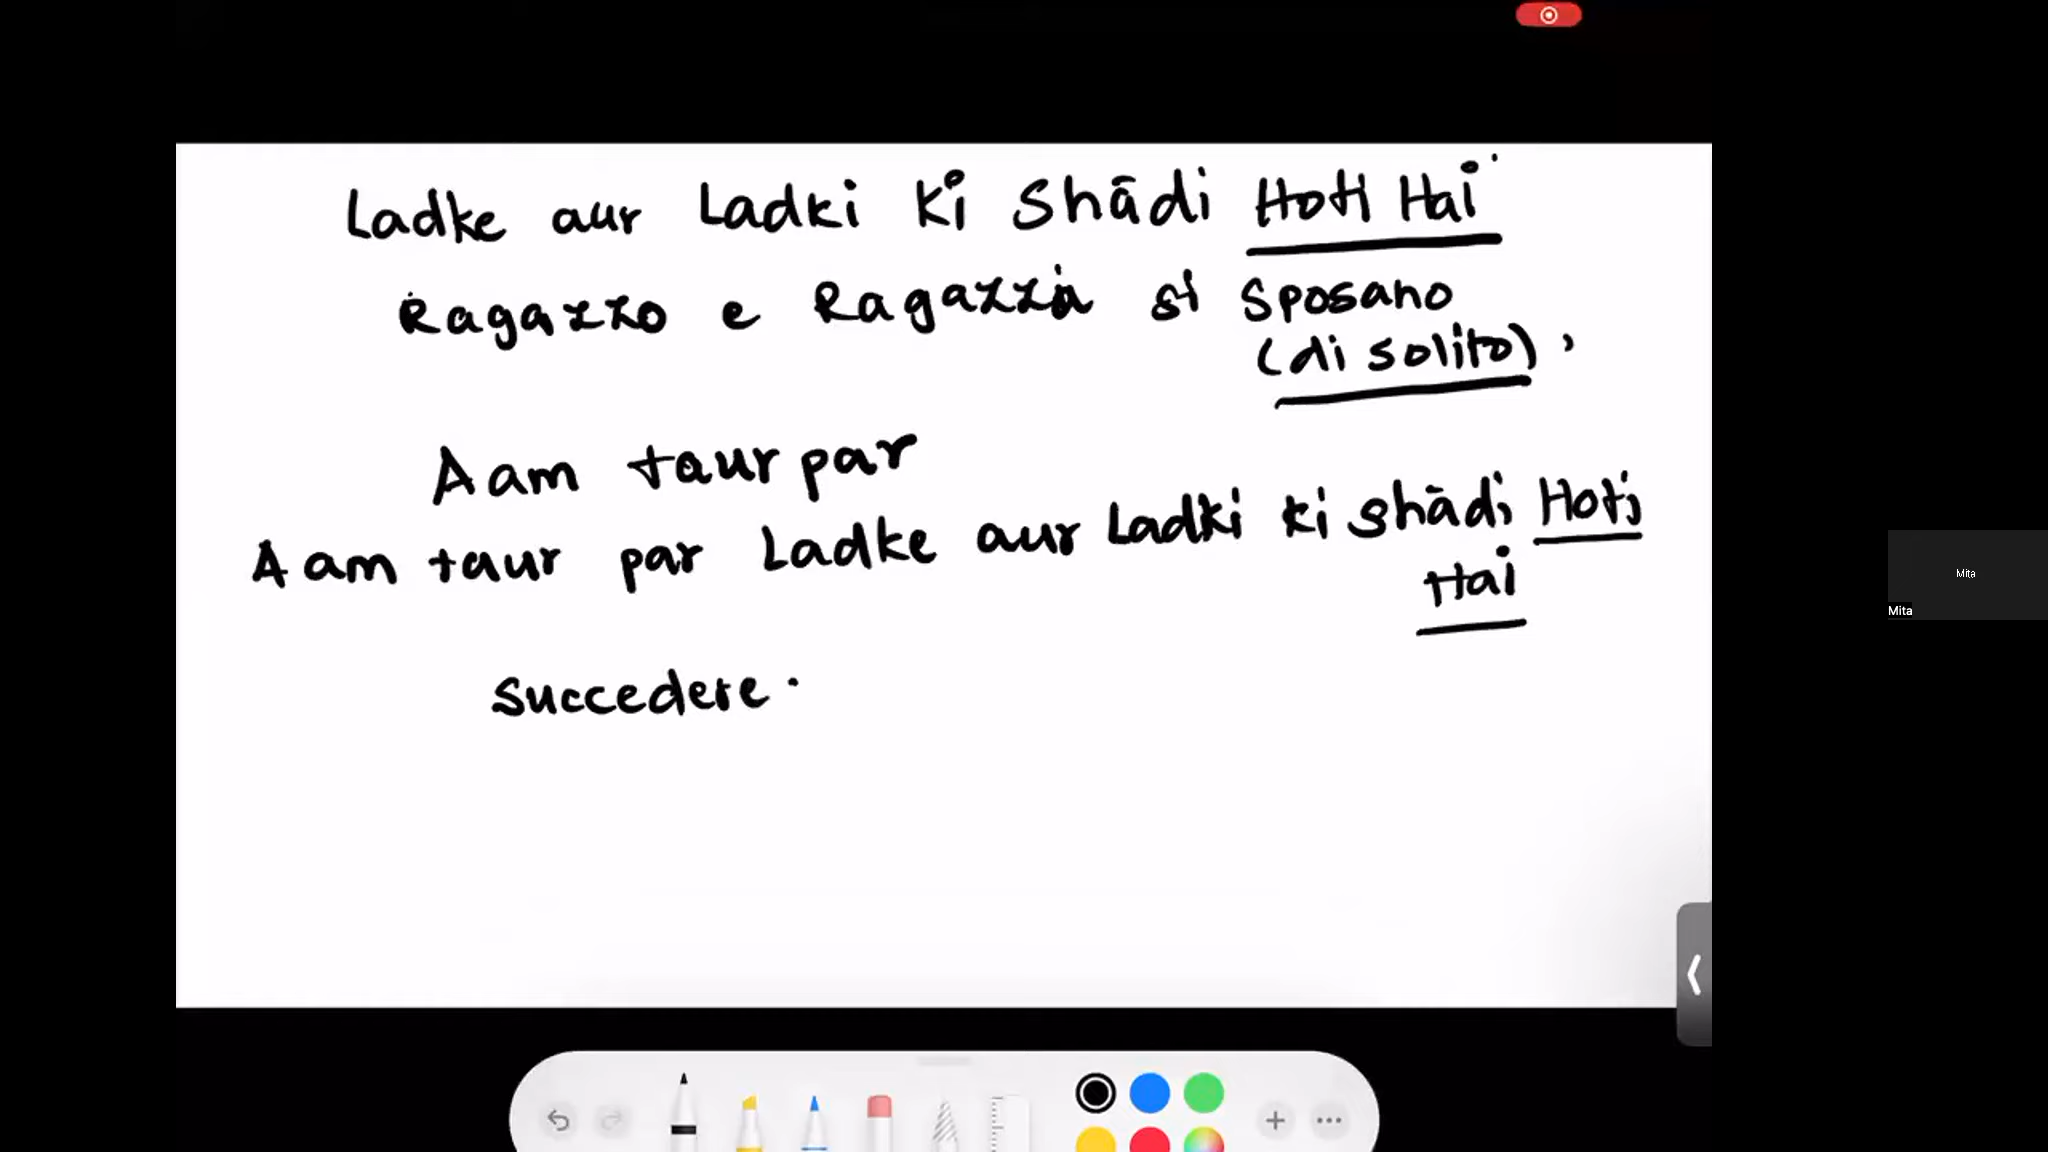 Ladke aur Ladki Ki Shādi Hoti Hai
Ragazzo e Ragazza si sposano
(di solito),
Aam taur par
Aam taur par Ladke aur Ladki ki shādi Hoti
Hai
succedere.
Mita
Mita